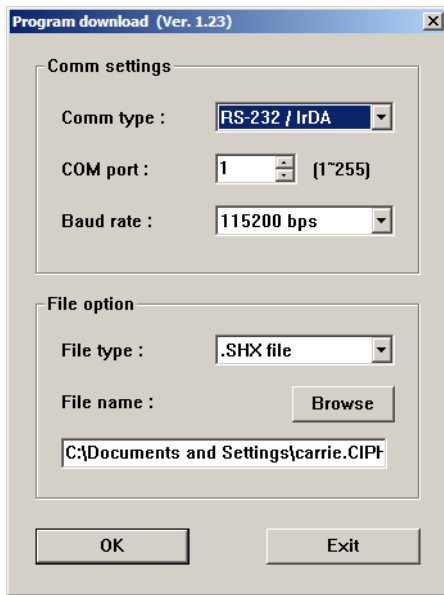 Program download (Ver. 1.23)
Comm settings
Comm type : RS-232 / IrDA
COM port : 1 (1~255)
Baud rate : 115200 bps
File option
File type : .SHX file
File name : Browse
C:\Documents and Settings\carrie.CIPH
OK Exit